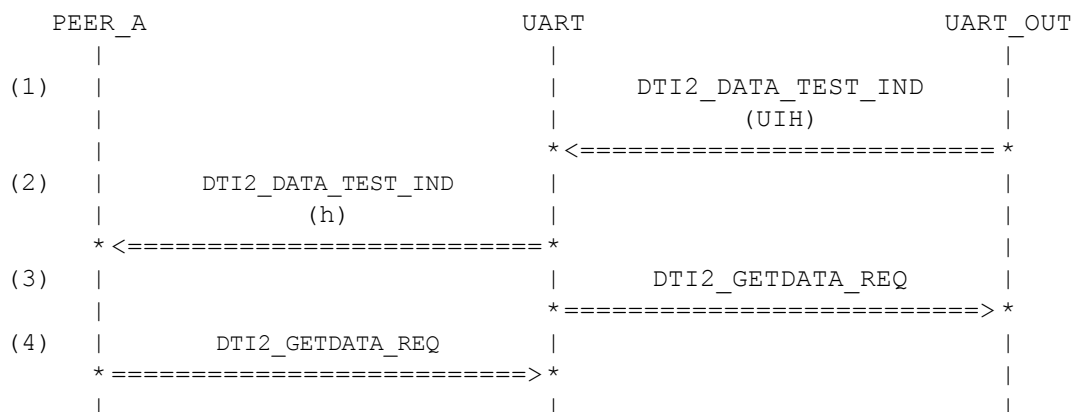 PEER_A UART UART_OUT
(1) DTI2_DATA_TEST_IND
(UIH)
(2) DTI2_DATA_TEST_IND
(h)
(3) DTI2_GETDATA_REQ
(4) DTI2_GETDATA_REQ